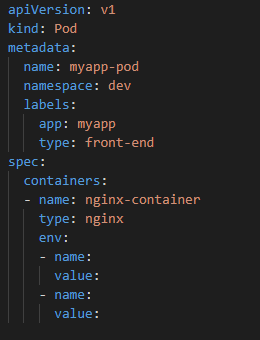 apiVersion: v1
kind: Pod
metadata:
  name: myapp-pod
  namespace: dev
  labels:
    app: myapp
    type: front-end
spec:
  containers:
  - name: nginx-container
    type: nginx
    env:
    - name:
      value:
    - name:
      value: